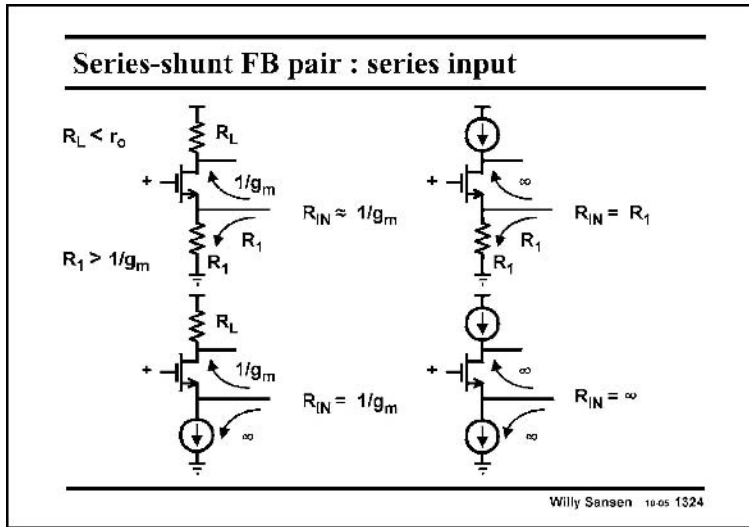 Series-shunt FB pair : series input
R_L < r_o
R_L
+
1/g_m
R_IN ≈ 1/g_m
R_1
R_1
R_1 > 1/g_m
+
∞
R_IN = R_1
R_1
R_1
R_L
+
1/g_m
R_IN = 1/g_m
∞
+
∞
R_IN = ∞
∞
Willy Sansen 10-05 1324